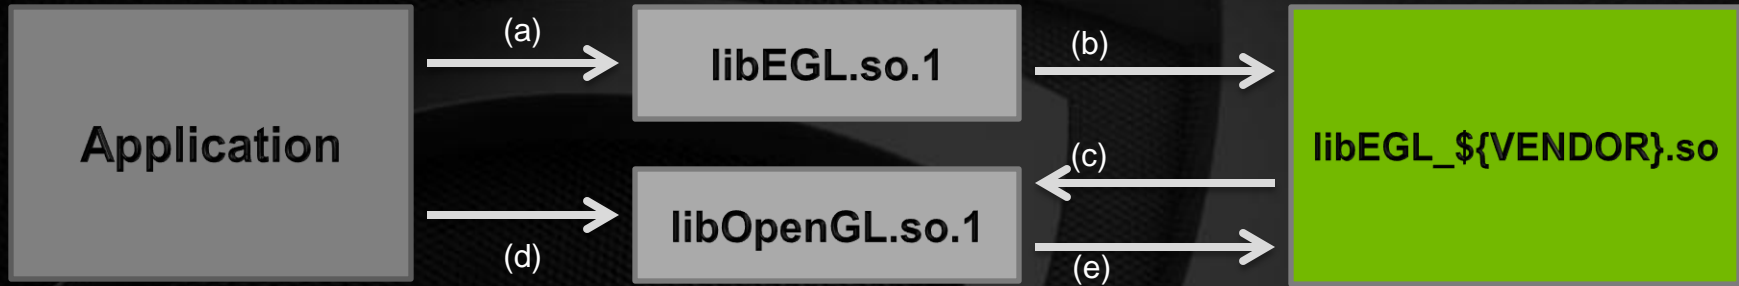 (a)
libEGL.so.1
(b)
Application
libEGL_${VENDOR}.so
(c)
libOpenGL.so.1
(d)
(e)